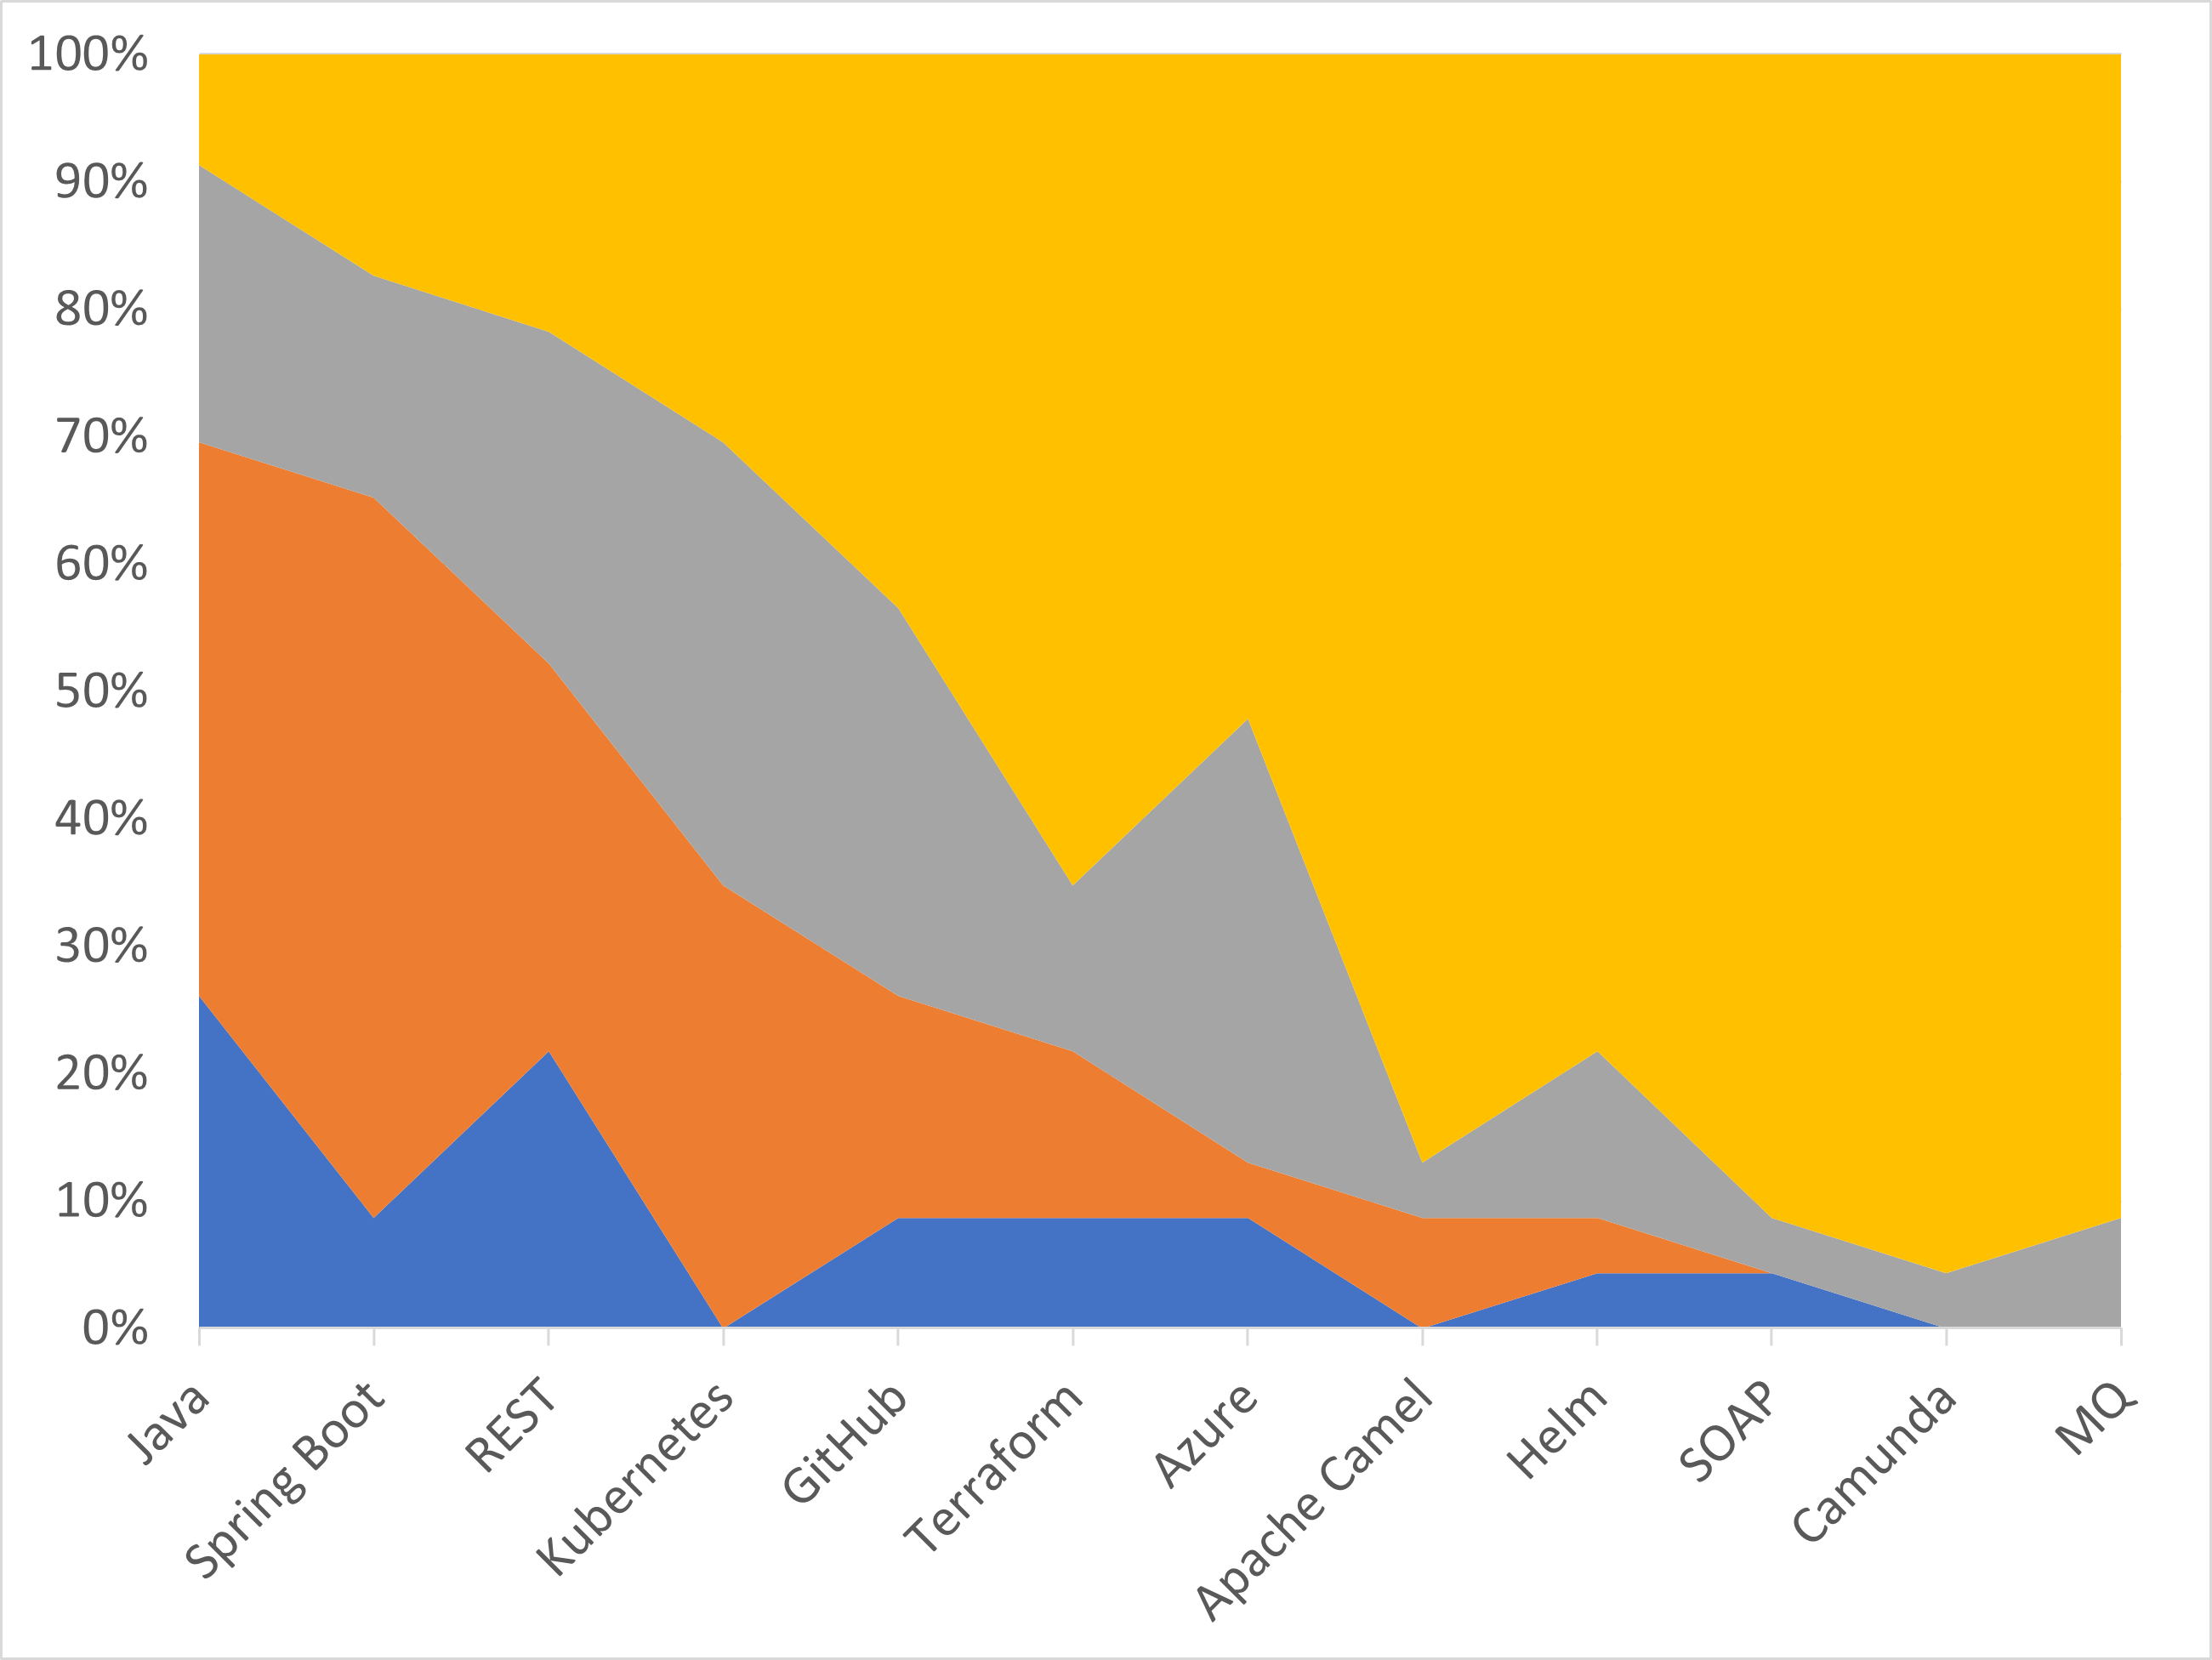 100%
90%
80%
70%
60%
50%
40%
30%
20%
10%
0%
Java
Spring Boot
REST
Kubernetes
GitHub
Terraform
Azure
Apache Camel
Helm
SOAP
Camunda
MQ